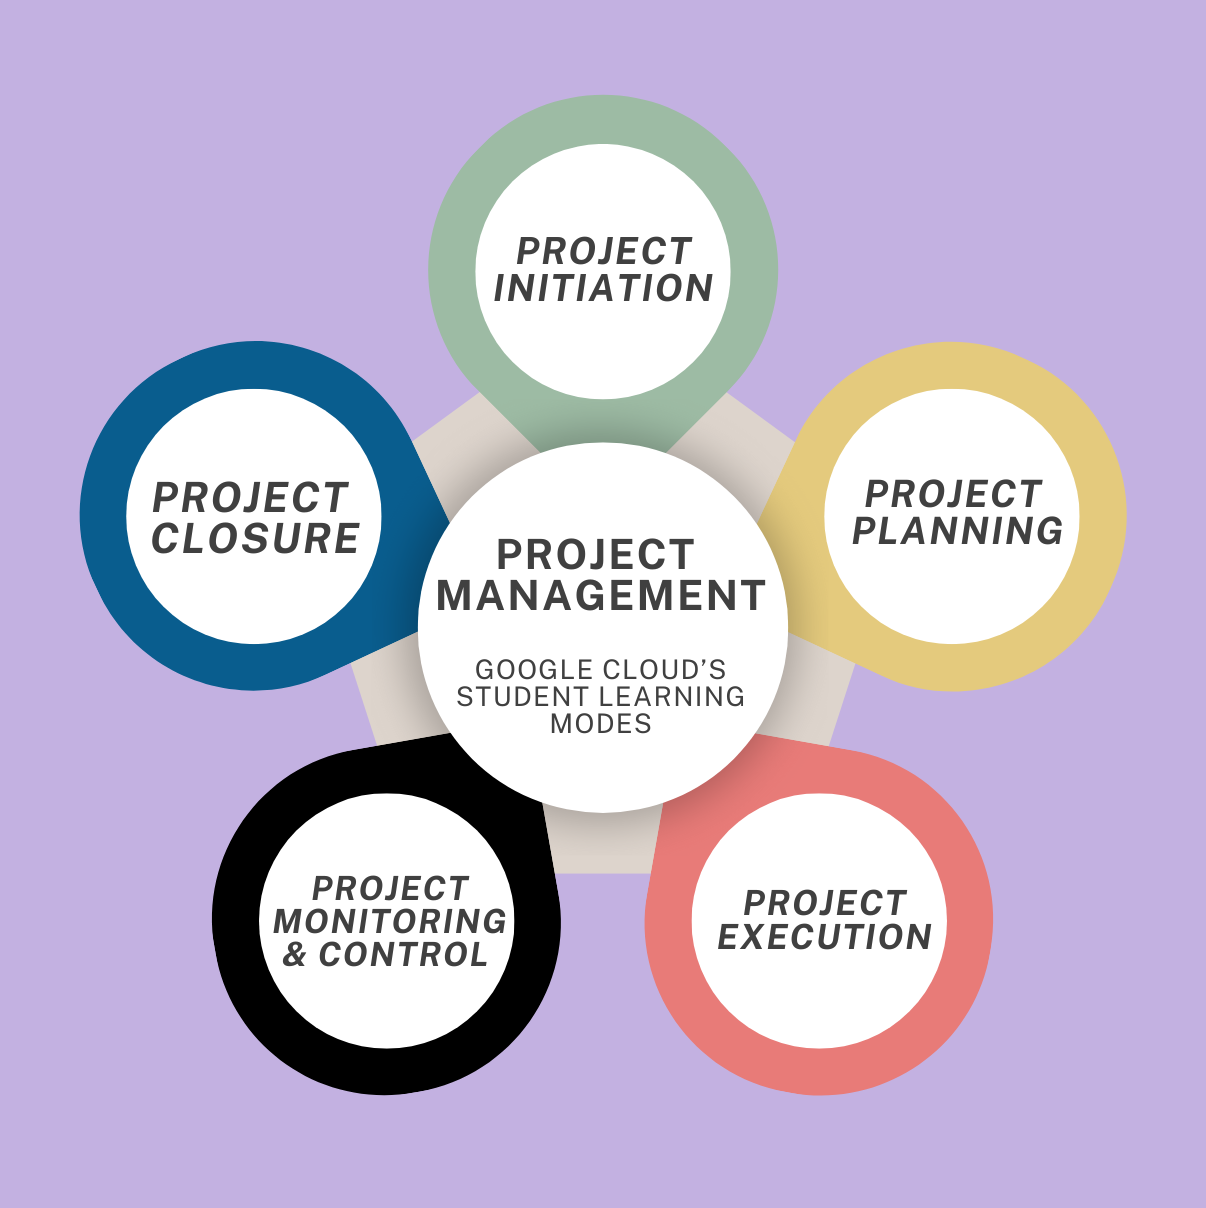 PROJECT
INITIATION
PROJECT
CLOSURE
PROJECT
PLANNING
PROJECT
MANAGEMENT
GOOGLE CLOUD’S
STUDENT LEARNING
MODES
PROJECT
MONITORING
& CONTROL
PROJECT
EXECUTION